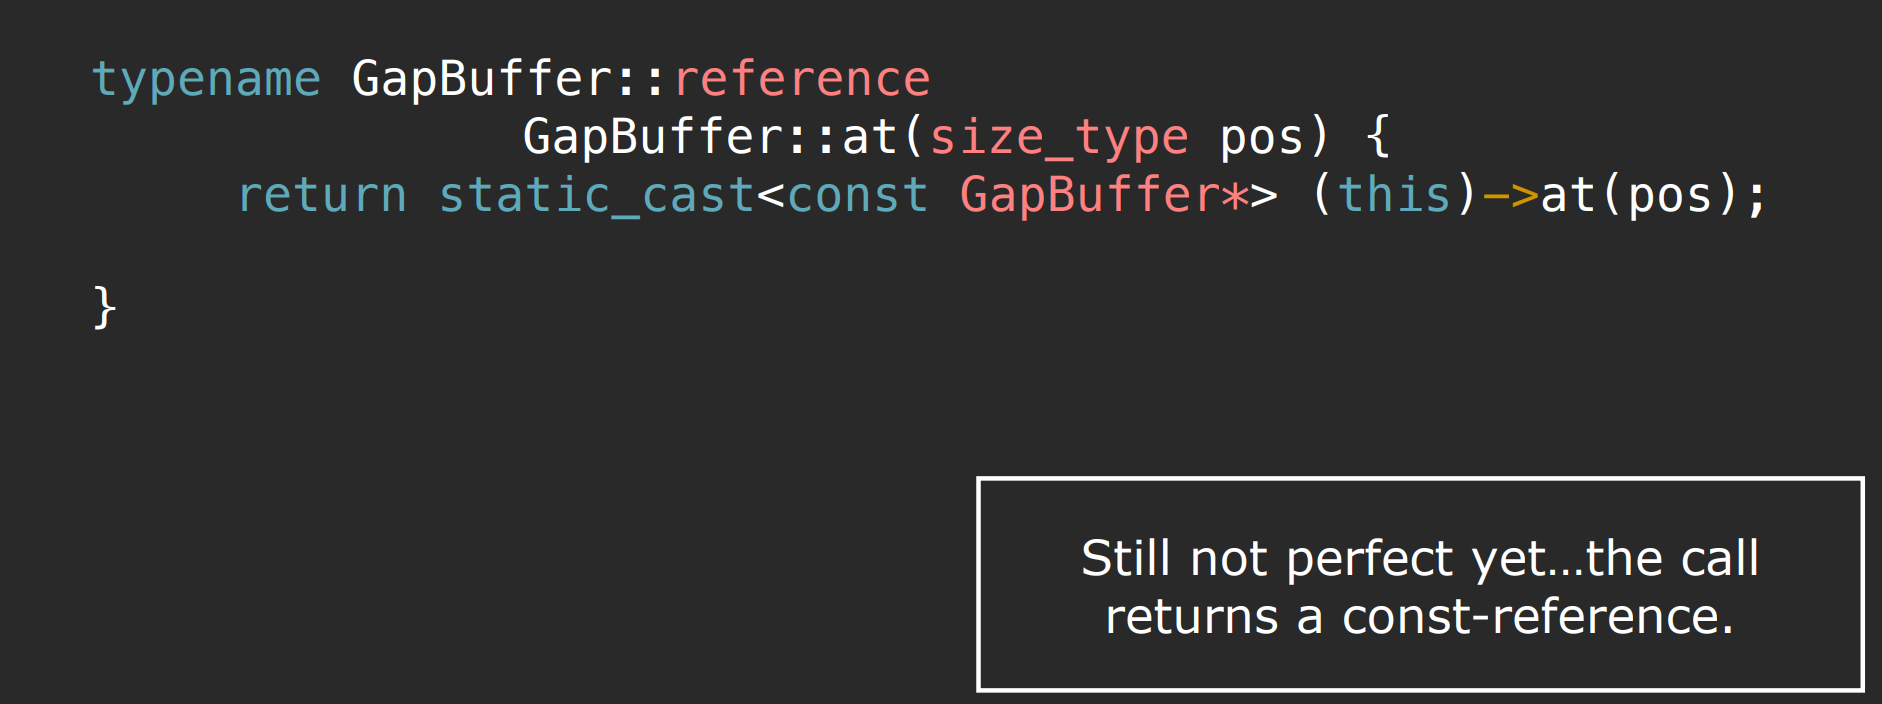 typename GapBuffer::reference
GapBuffer::at(size_type pos) {
return static_cast<const GapBuffer*> (this)->at(pos);
}
Still not perfect yet…the call
returns a const-reference.